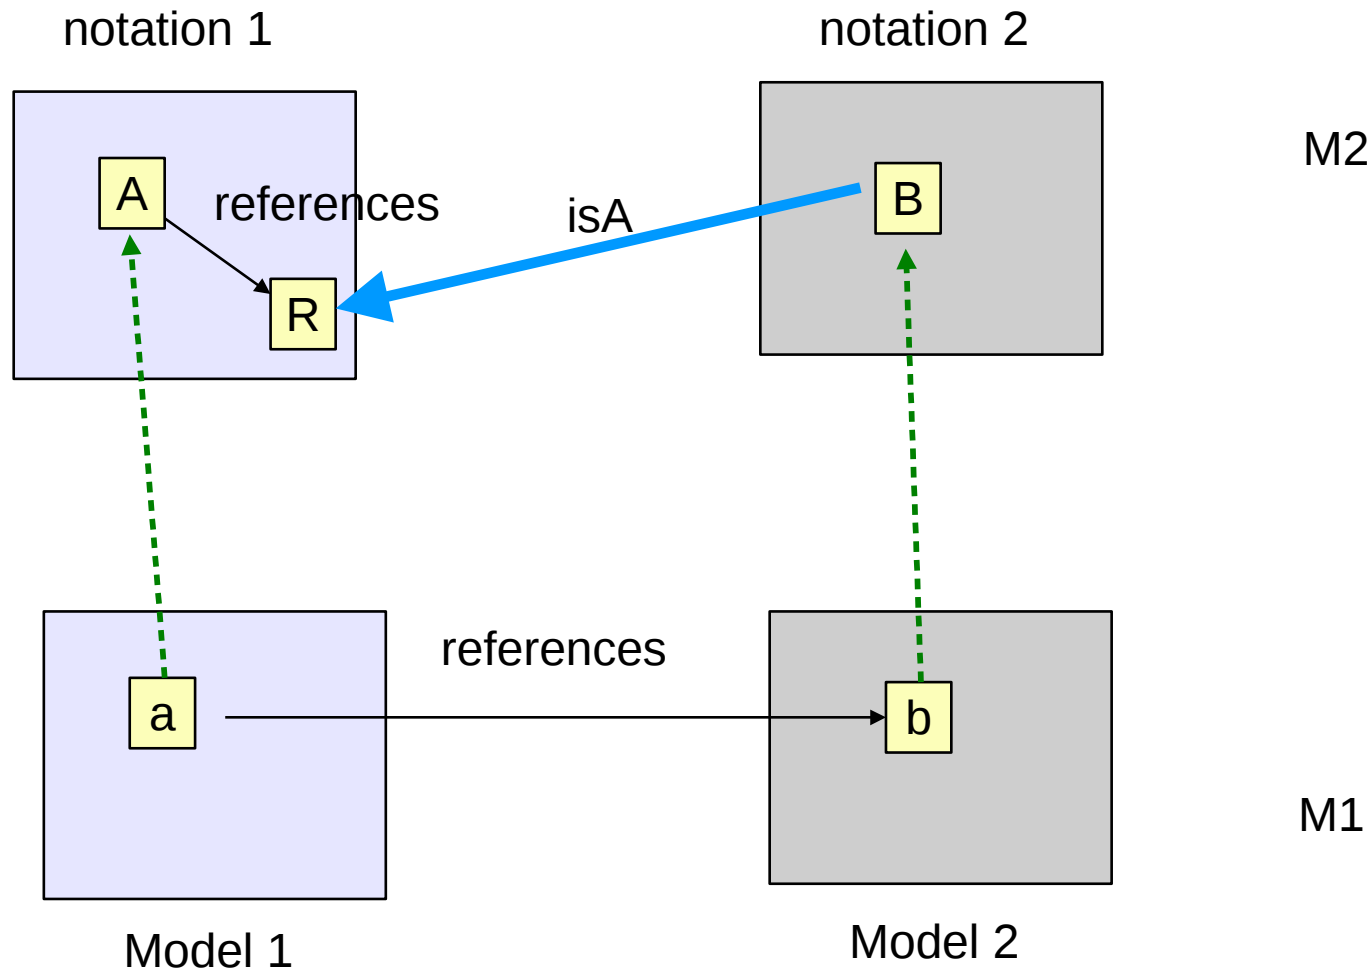 notation 1
notation 2
M2
A
references
isA
B
R
references
a
b
M1
Model 1
Model 2